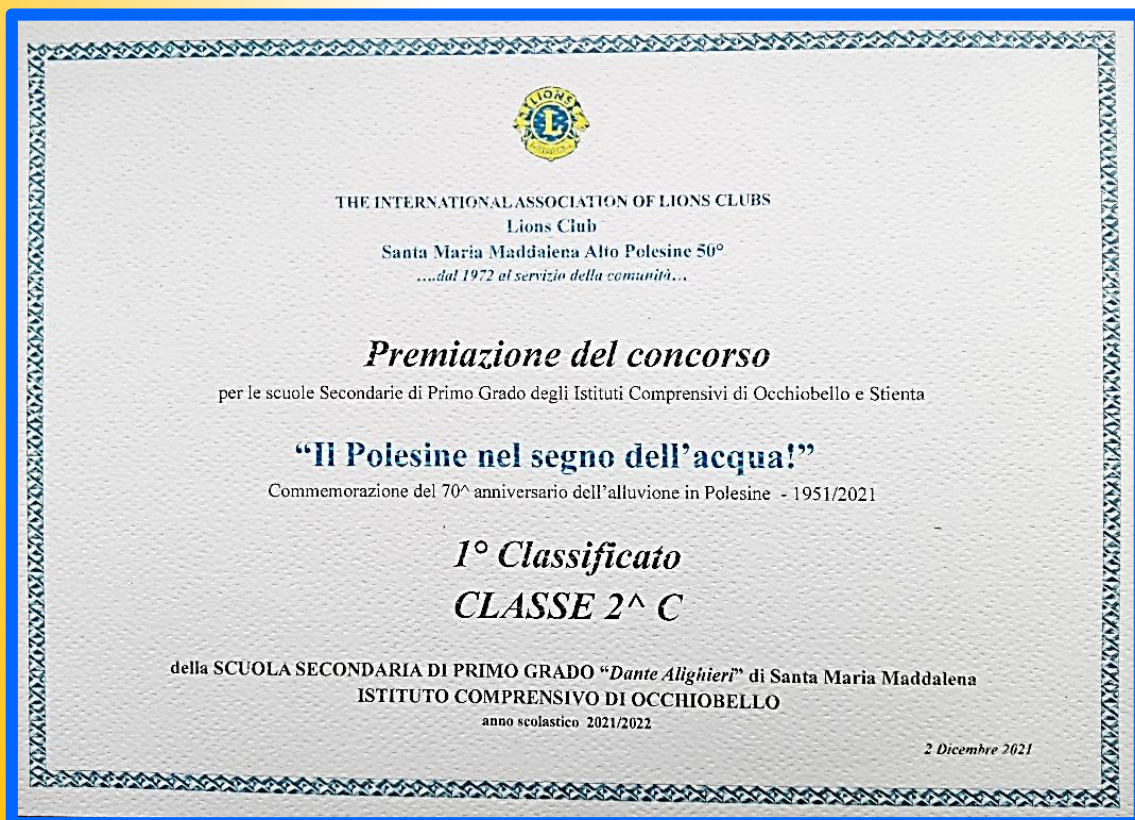 LIONS
L
THE INTERNATIONAL ASSOCIATION OF LIONS CLUBS
Lions Club
Santa Maria Maddalena Alto Polesine 50°
....dal 1972 al servizio della comunità...
Premiazione del concorso
per le scuole Secondarie di Primo Grado degli Istituti Comprensivi di Occhiobello e Stienta
“Il Polesine nel segno dell’acqua!”
Commemorazione del 70^ anniversario dell’alluvione in Polesine - 1951/2021
1° Classificato
CLASSE 2^ C
della SCUOLA SECONDARIA DI PRIMO GRADO “Dante Alighieri” di Santa Maria Maddalena
ISTITUTO COMPRENSIVO DI OCCHIOBELLO
anno scolastico 2021/2022
2 Dicembre 2021